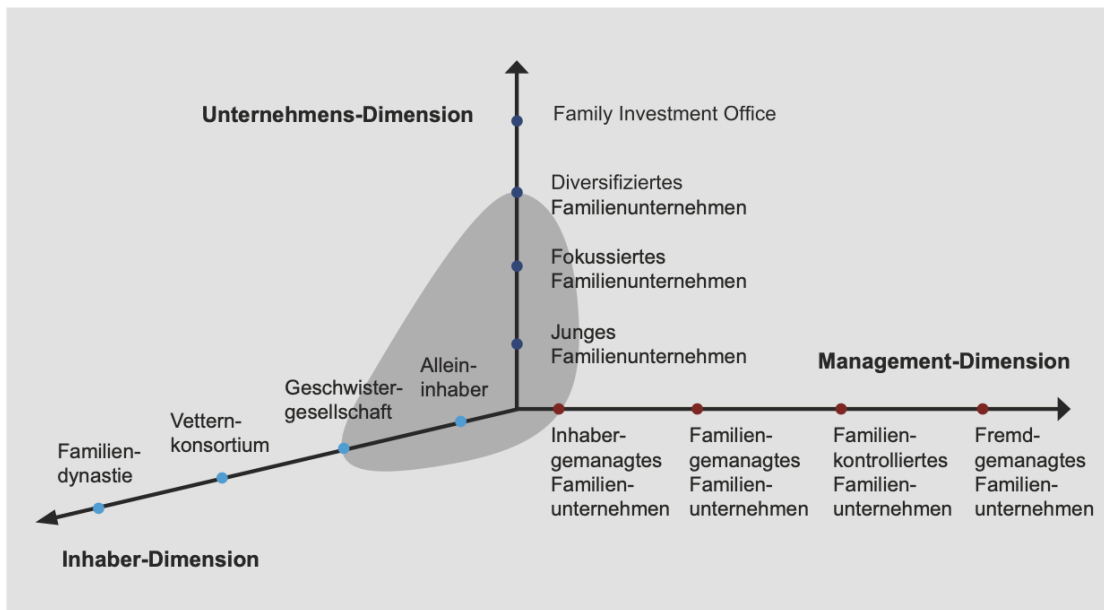 Unternehmens-Dimension
Family Investment Office
Diversifiziertes
Familienunternehmen
Fokussiertes
Familienunternehmen
Junges
Familienunternehmen
Management-Dimension
Allein-
inhaber
Geschwister-
gesellschaft
Vettern-
konsortium
Familien-
dynastie
Inhaber-
gemanagtes
Familien-
unternehmen
Familien-
gemanagtes
Familien-
unternehmen
Familien-
kontrolliertes
Familien-
unternehmen
Fremd-
gemanagtes
Familien-
unternehmen
Inhaber-Dimension